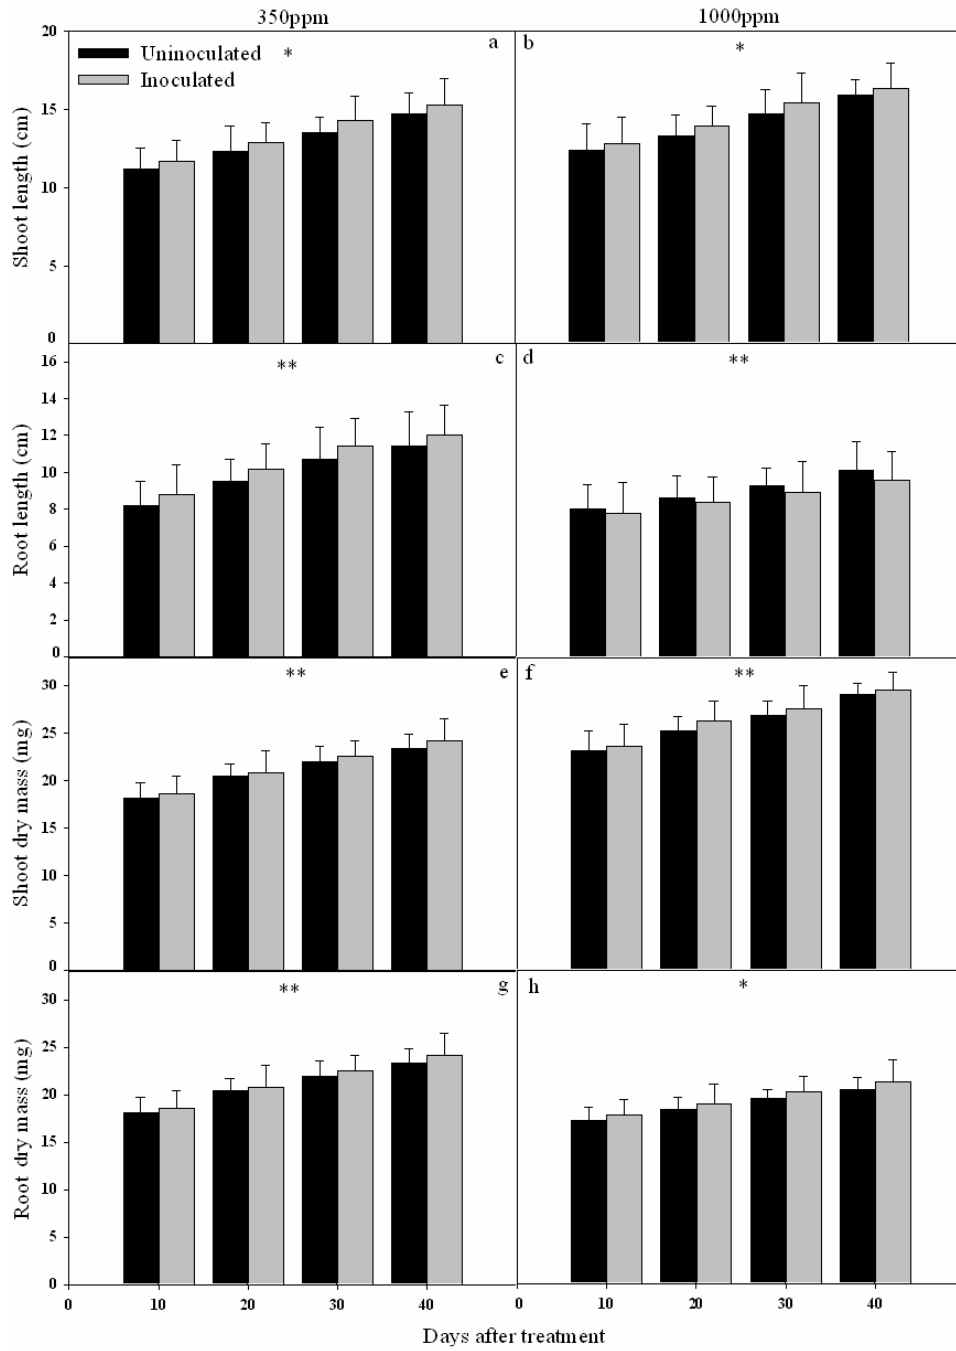 350ppm 1000ppm
20 a b
Uninoculated * *
Inoculated
15
Shoot length (cm)
10
5
0
16 ** c d **
14
12
Root length (cm)
10
8
6
4
2
0
30 ** e f **
25
Shoot dry mass (mg)
20
15
10
5
0
30 ** g h *
25
Root dry mass (mg)
20
15
10
5
0
0 10 20 30 40 0 10 20 30 40
Days after treatment